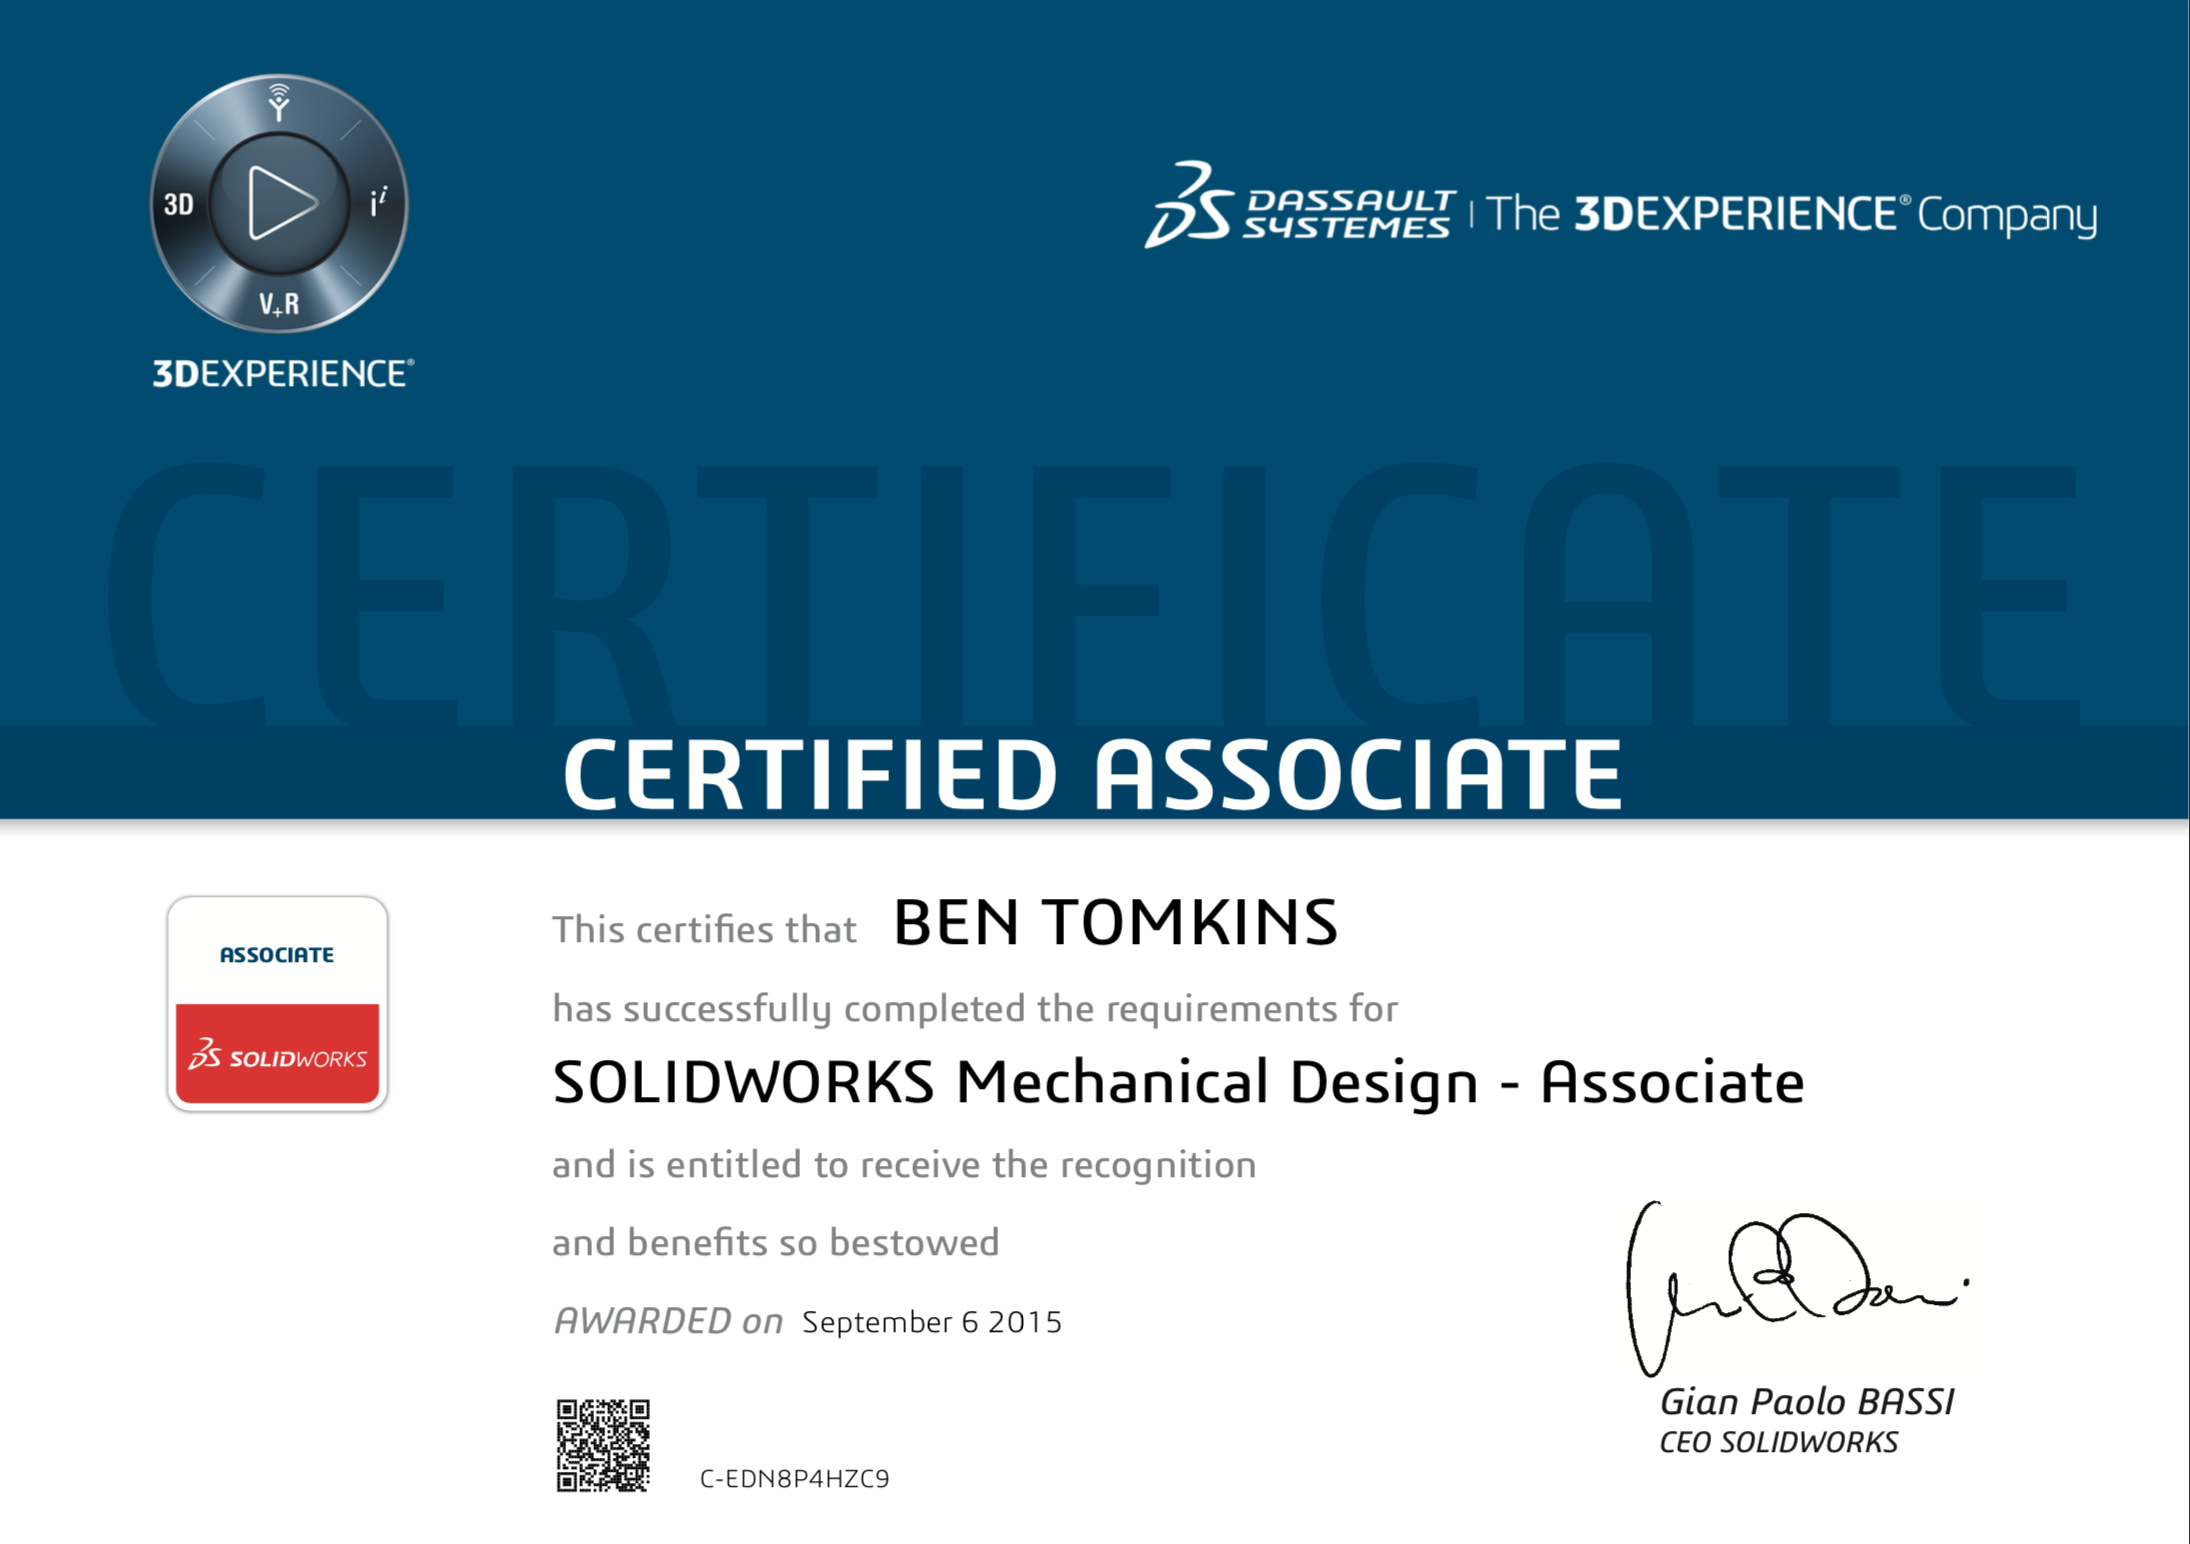 3D
i i
V+R
3DEXPERIENCE®
DASSAULT
SYSTEMES
The 3DEXPERIENCE® Company
CERTIFICATE
CERTIFIED ASSOCIATE
ASSOCIATE
SOLIDWORKS
This certifies that BEN TOMKINS
has successfully completed the requirements for
SOLIDWORKS Mechanical Design - Associate
and is entitled to receive the recognition
and benefits so bestowed
AWARDED on September 6 2015
Gian Paolo BASSI
CEO SOLIDWORKS
C-EDN8P4HZC9